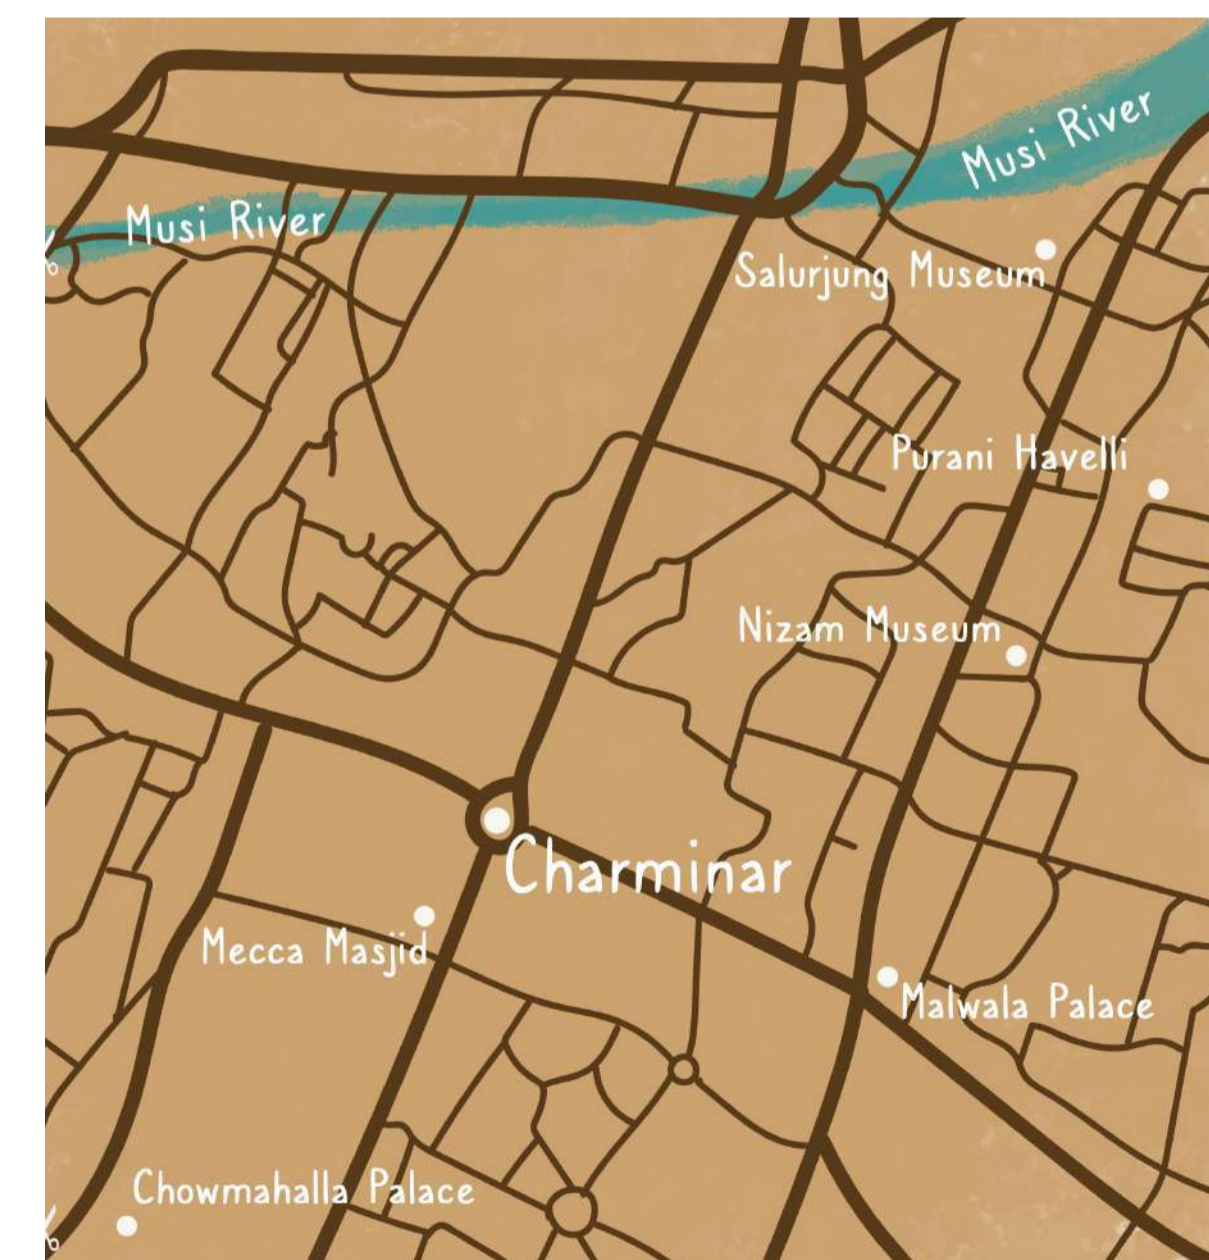 Musi River
Musi River
Salurjung Museum
Purani Havelli
Nizam Museum
Charminar
Mecca Masjid
Malwala Palace
Chowmahalla Palace